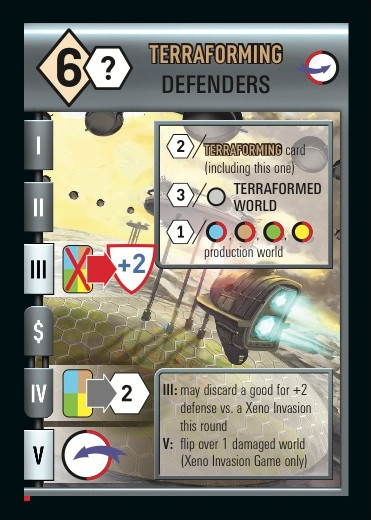 6 ?
TERRAFORMING
DEFENDERS
I
2 / TERRAFORMING card
(including this one)
II
3 / TERRAFORMED
WORLD
1 / , , ,
production world
III
+2
$
IV
2
III: may discard a good for +2
defense vs. a Xeno Invasion
this round
V
V: flip over 1 damaged world
(Xeno Invasion Game only)